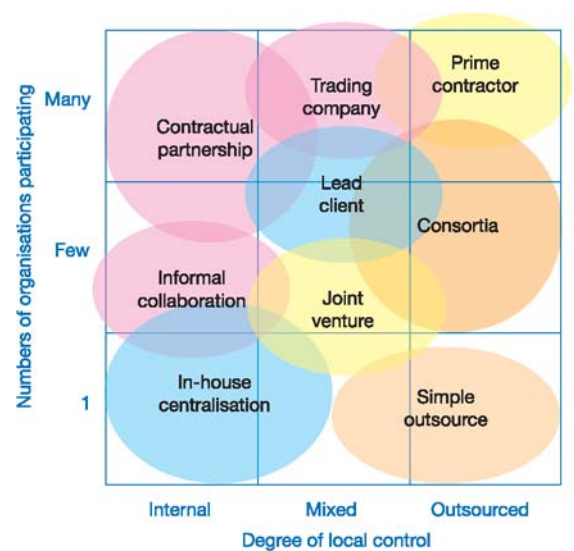 Numbers of organisations participating
Many
Few
1
Prime
contractor
Trading
company
Contractual
partnership
Lead
client
Consortia
Informal
collaboration
Joint
venture
In-house
centralisation
Simple
outsource
Internal
Mixed
Outsourced
Degree of local control